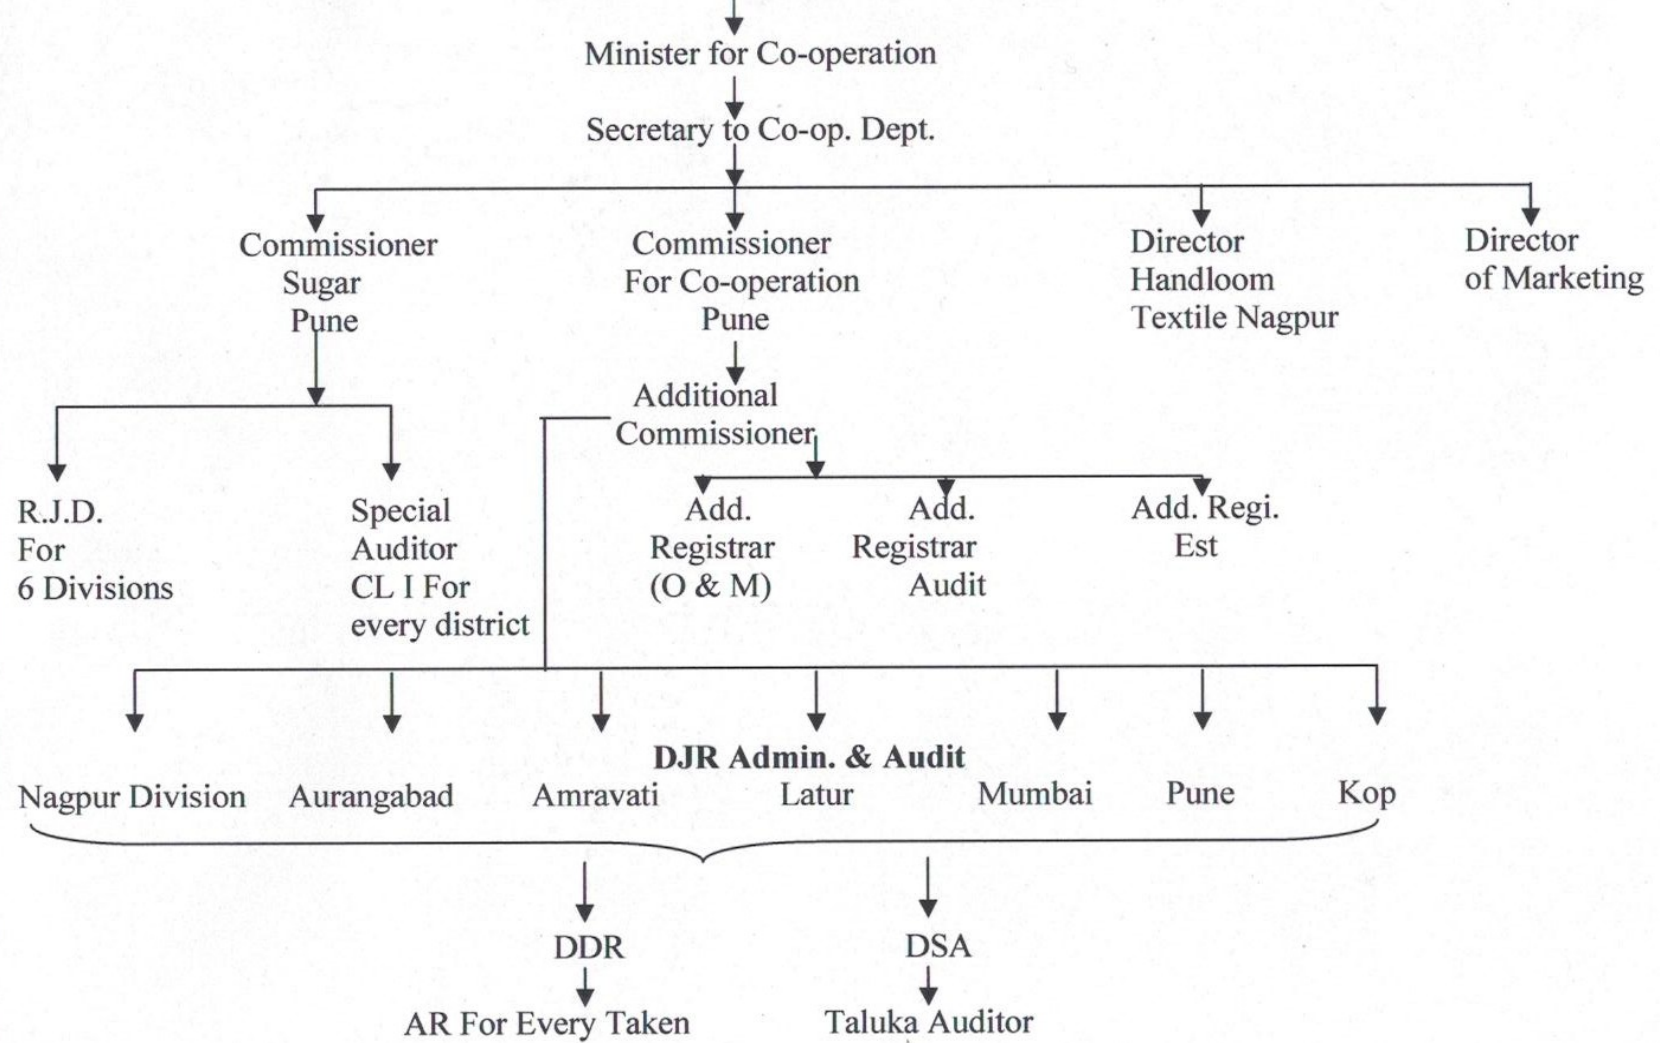 Minister for Co-operation
Secretary to Co-op. Dept.
Commissioner
Sugar
Pune
Commissioner
For Co-operation
Pune
Director
Handloom
Textile Nagpur
Director
of Marketing
Additional
Commissioner
R.J.D.
For
6 Divisions
Special
Auditor
CL I For
every district
Add.
Registrar
(O & M)
Add.
Registrar
Audit
Add. Regi.
Est
DJR Admin. & Audit
Nagpur Division
Aurangabad
Amravati
Latur
Mumbai
Pune
Kop
DDR
DSA
AR For Every Taken
Taluka Auditor